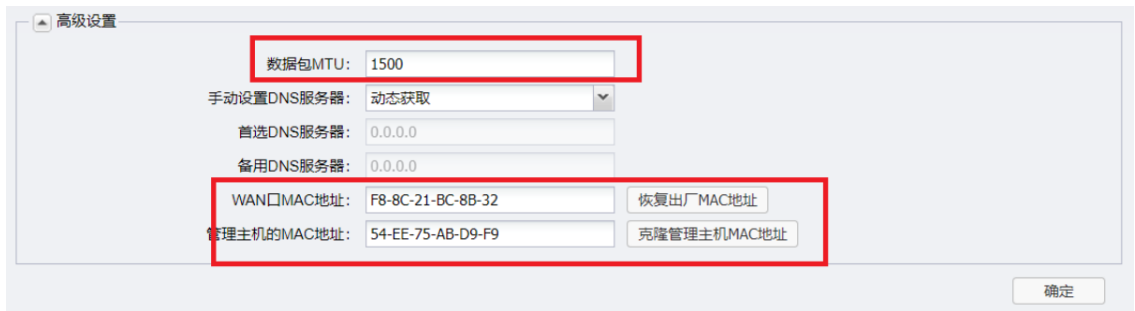 高级设置
数据包MTU: 1500
手动设置DNS服务器: 动态获取
首选DNS服务器: 0.0.0.0
备用DNS服务器: 0.0.0.0
WAN口MAC地址: F8-8C-21-BC-8B-32 恢复出厂MAC地址
管理主机的MAC地址: 54-EE-75-AB-D9-F9 克隆管理主机MAC地址
确定